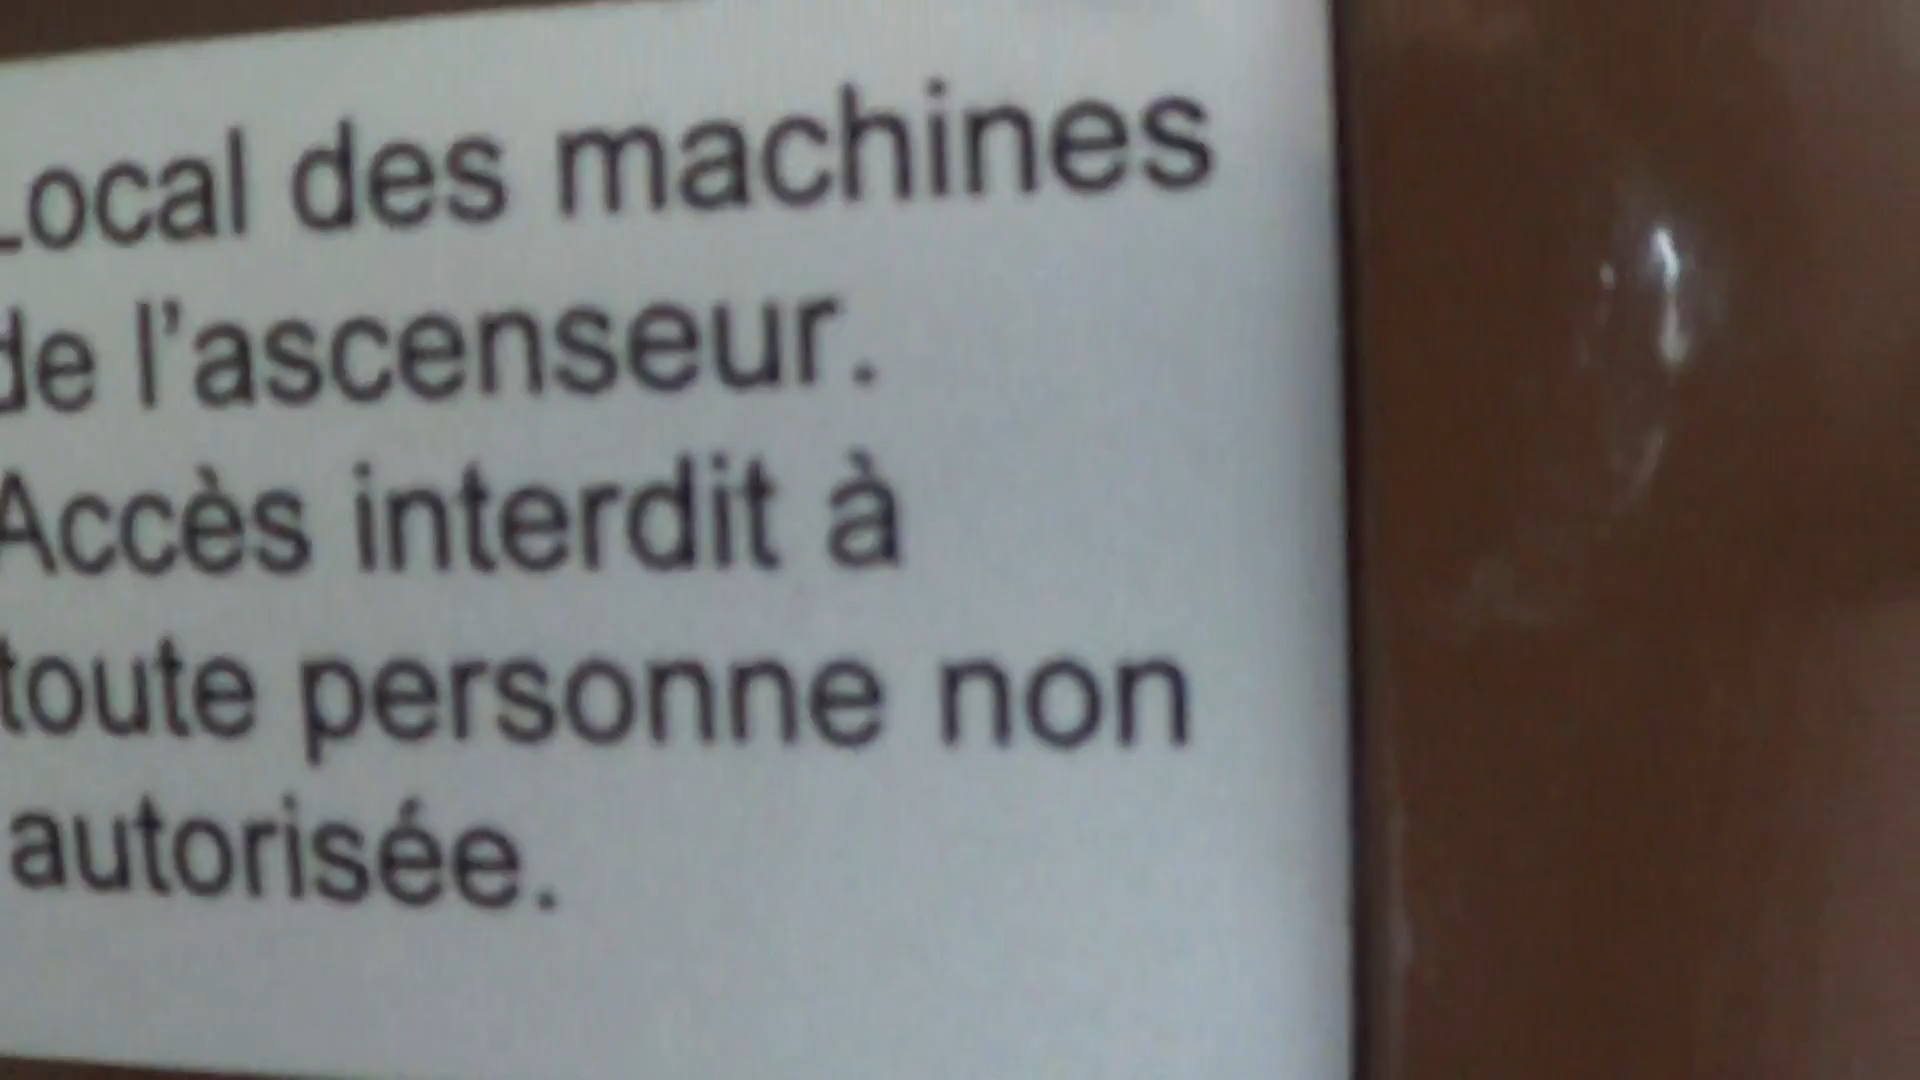 Local des machines
de l'ascenseur.
Accès interdit à
toute personne non
autorisée.